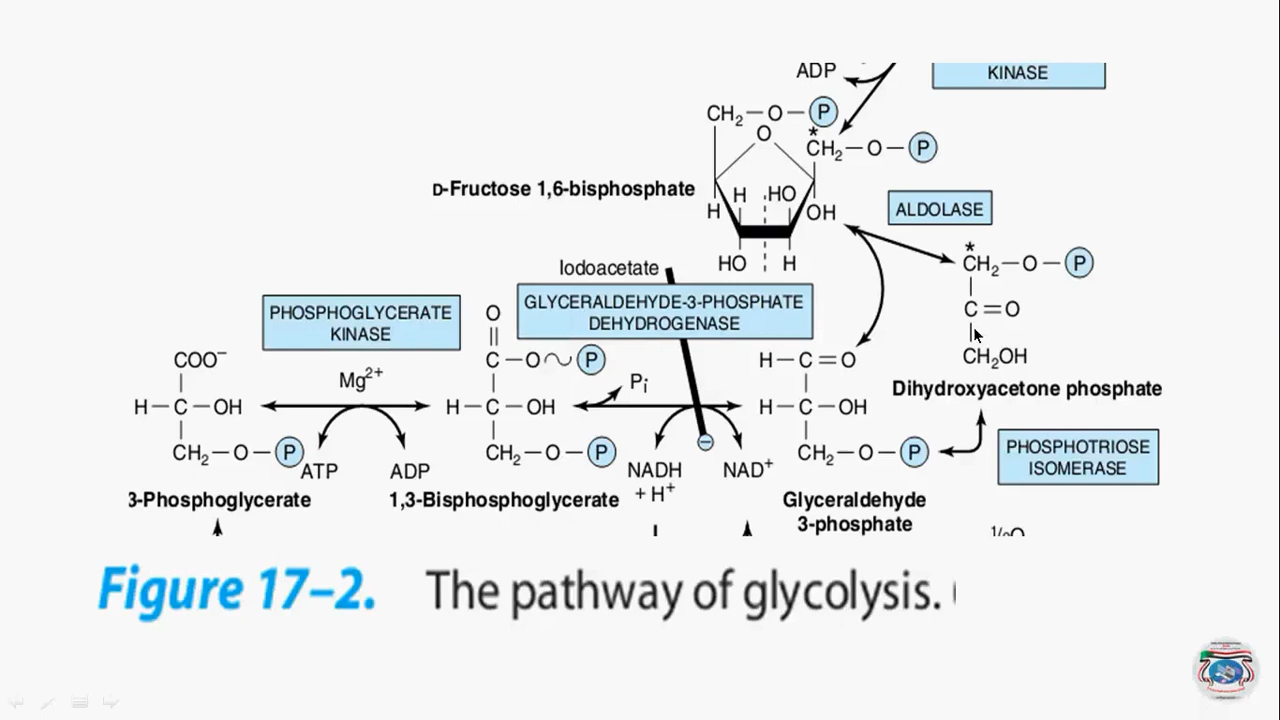 ADP
KINASE
CH₂—O—P
O
*
CH₂—O—P
D-Fructose 1,6-bisphosphate
H HO
H OH
HO H
ALDOLASE
*
CH₂—O—P
C=O
CH₂OH
Dihydroxyacetone phosphate
Iodoacetate
GLYCERALDEHYDE-3-PHOSPHATE
DEHYDROGENASE
PHOSPHOGLYCERATE
KINASE
COO⁻
H—C—OH
CH₂—O—P
3-Phosphoglycerate
Mg²⁺
ATP
ADP
O
C—O~P
H—C—OH
CH₂—O—P
1,3-Bisphosphoglycerate
Pi
NADH
+ H⁺
NAD⁺
−
H—C=O
H—C—OH
CH₂—O—P
Glyceraldehyde
3-phosphate
PHOSPHOTRIOSE
ISOMERASE
Figure 17–2. The pathway of glycolysis.